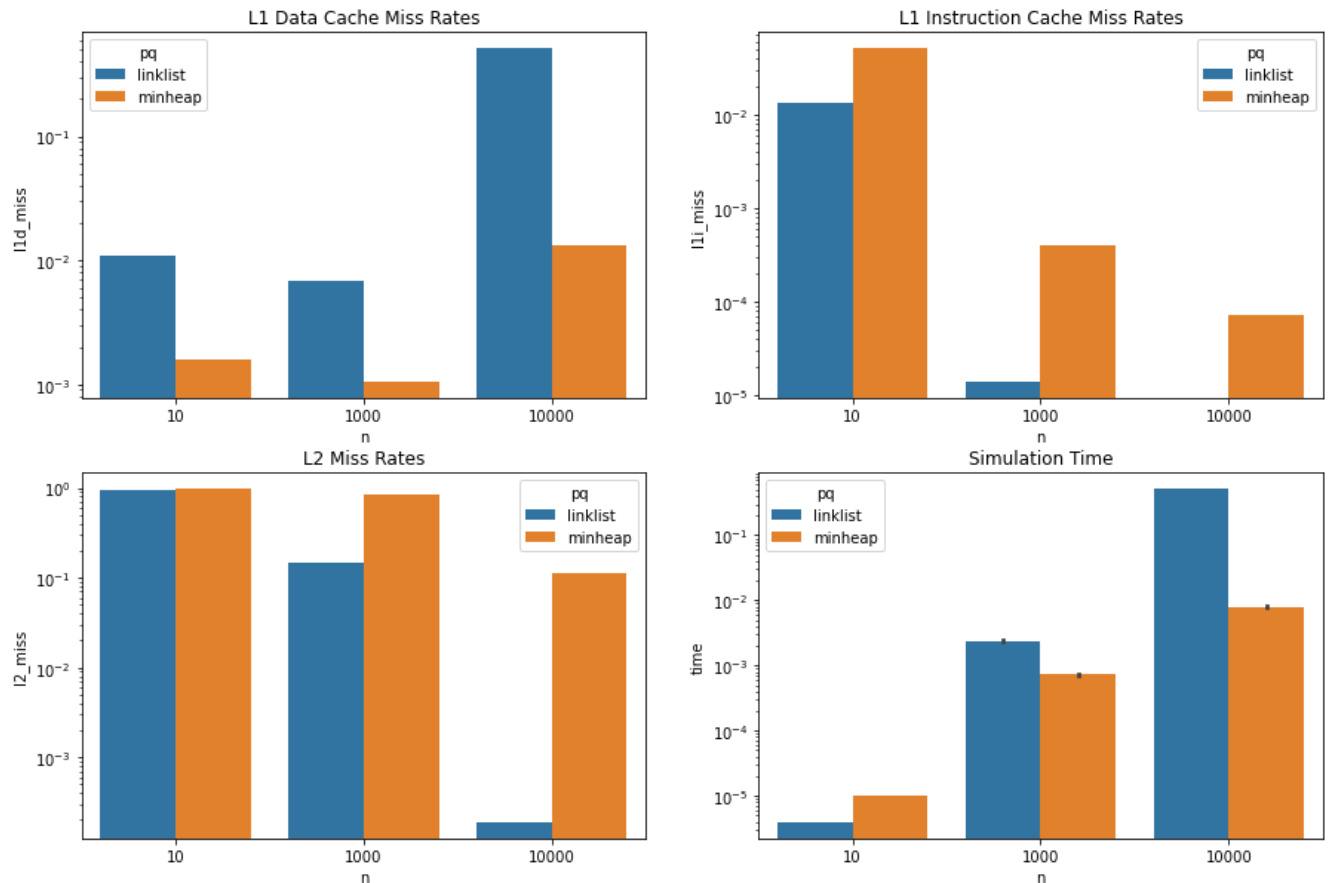 L1 Data Cache Miss Rates
pq
linklist
minheap
10⁻¹
10⁻²
10⁻³
l1d_miss
10
1000
10000
n
L1 Instruction Cache Miss Rates
pq
linklist
minheap
10⁻²
10⁻³
10⁻⁴
10⁻⁵
l1i_miss
10
1000
10000
n
L2 Miss Rates
pq
linklist
minheap
10⁰
10⁻¹
10⁻²
10⁻³
l2_miss
10
1000
10000
n
Simulation Time
pq
linklist
minheap
10⁻¹
10⁻²
10⁻³
10⁻⁴
10⁻⁵
time
10
1000
10000
n